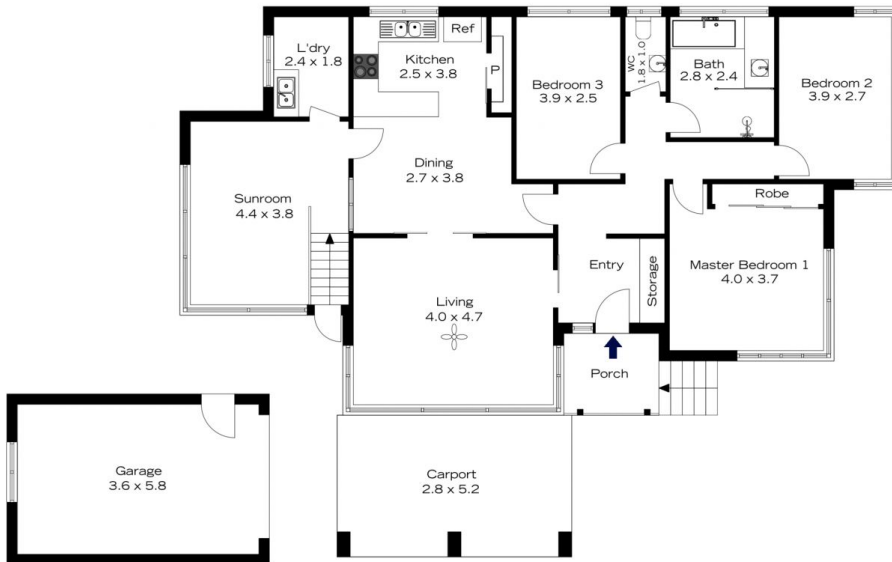 L'dry
2.4 x 1.8
Kitchen
2.5 x 3.8
Ref
P
Bedroom 3
3.9 x 2.5
WC
1.8 x 1.0
Bath
2.8 x 2.4
Bedroom 2
3.9 x 2.7
Sunroom
4.4 x 3.8
Dining
2.7 x 3.8
Robe
Master Bedroom 1
4.0 x 3.7
Entry
Storage
Living
4.0 x 4.7
Porch
Garage
3.6 x 5.8
Carport
2.8 x 5.2